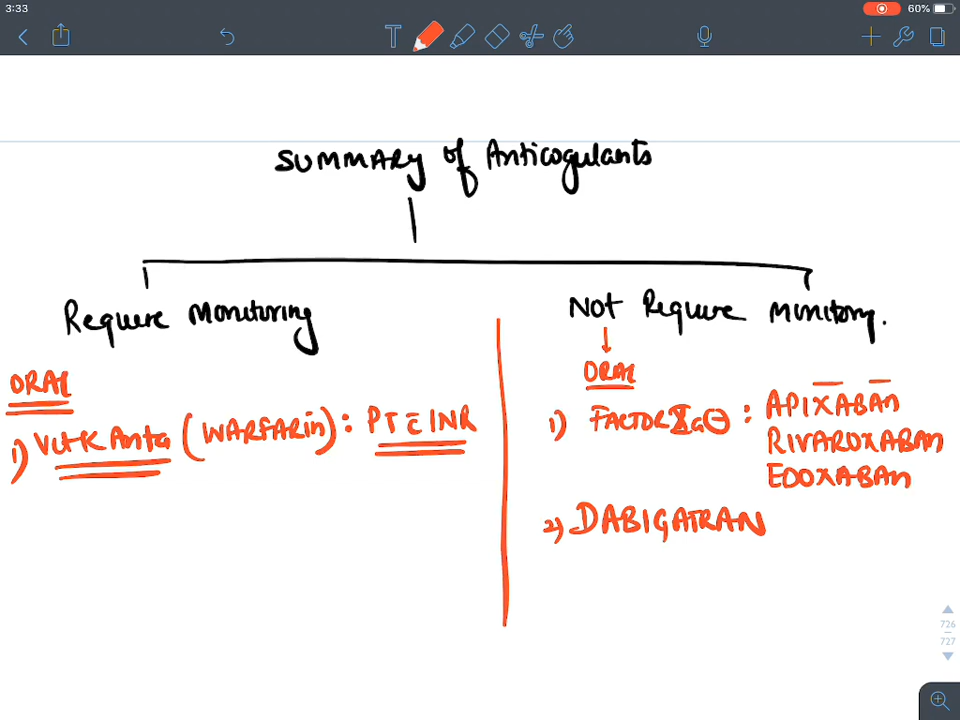 3:33
60%
T
SUMMARY of Anticogulants
Require Monitoring
Not Require Monitory.
ORAL
1) Vit K Anta (WARFARin) : PT c̄ INR
ORAL
1) FACTOR Xa ⊖ : APIXABAN
RIVAROXABAN
EDOXABAN
2) DABIGATRAN
726
727